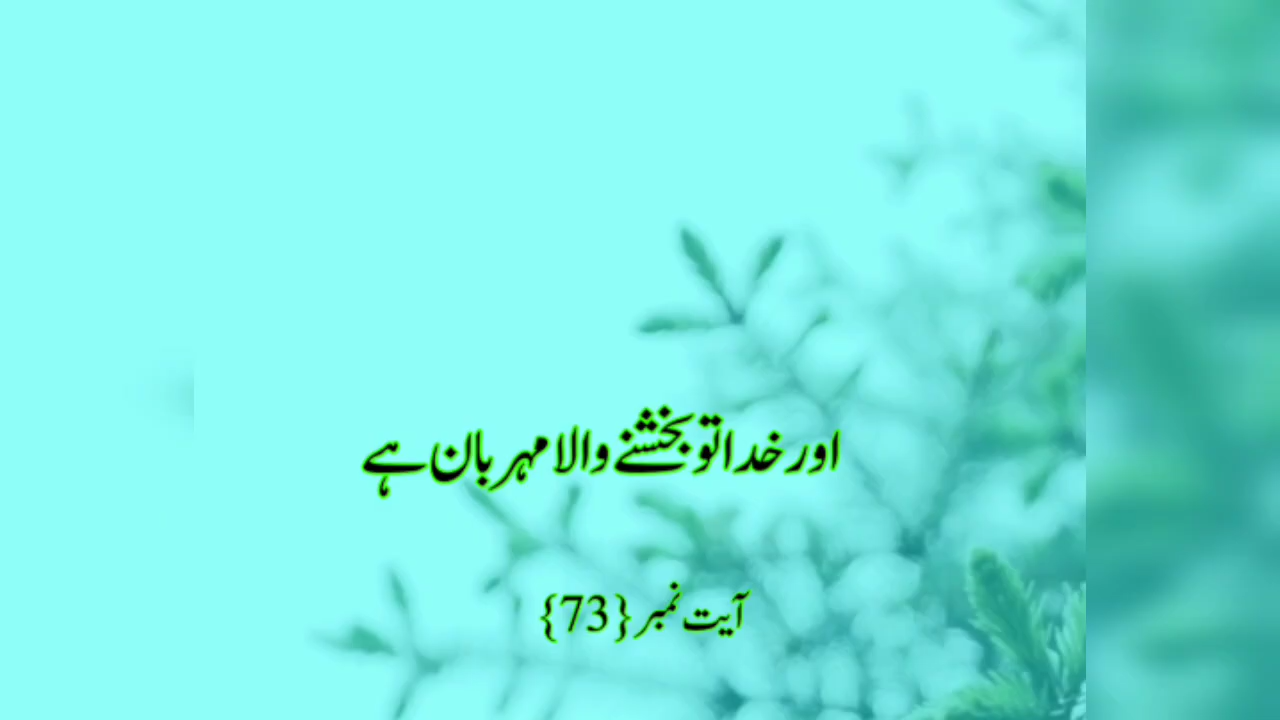 اور خدا تو بخشنے والا مہربان ہے
آیت نمبر {73}